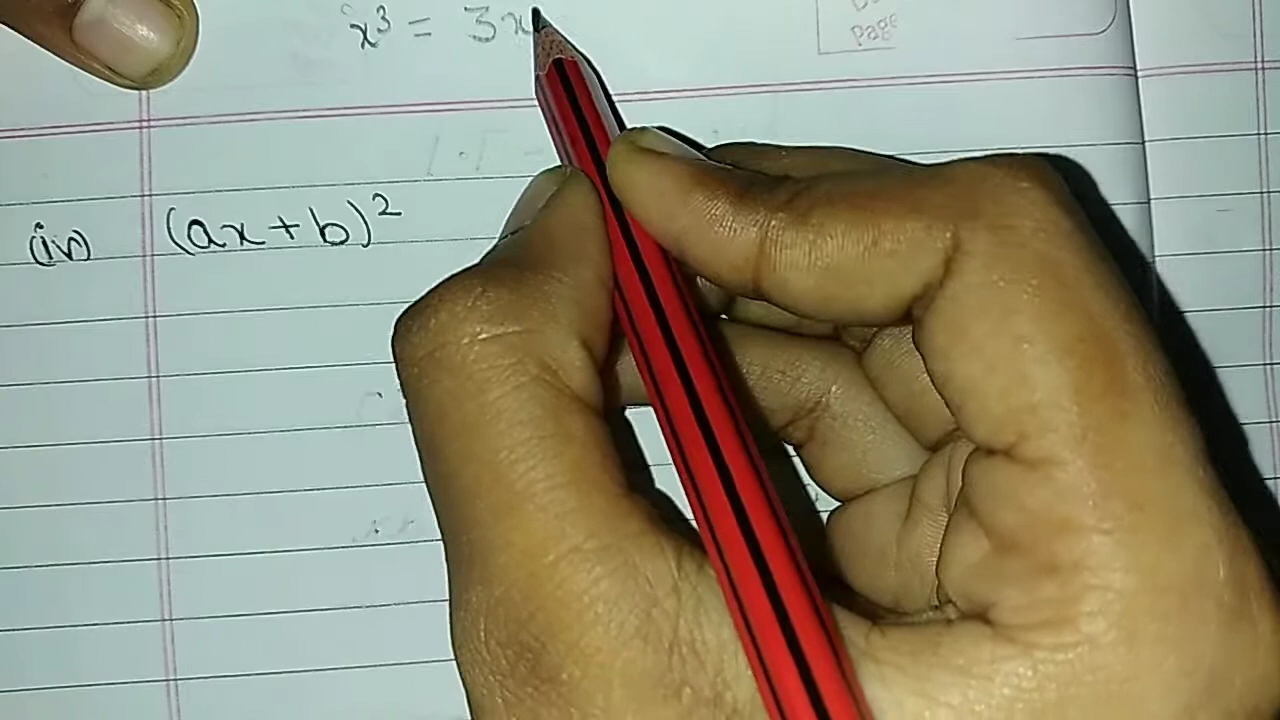 x³ = 3x
Page
(iv) (ax+b)²